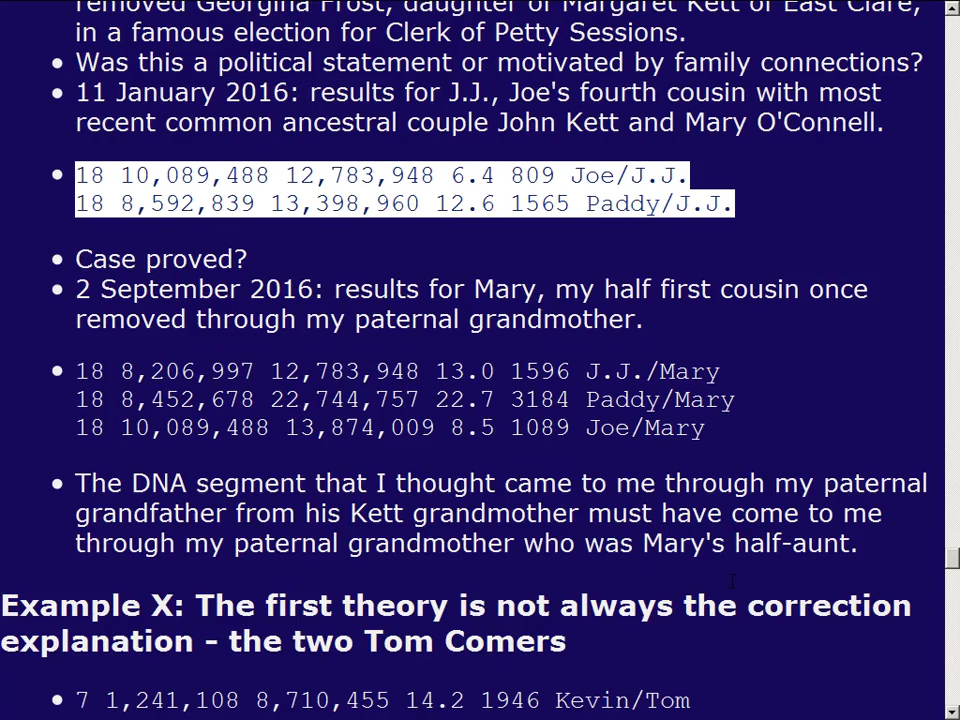 removed Georgina Frost, daughter of Margaret Kett of East Clare,
in a famous election for Clerk of Petty Sessions.
• Was this a political statement or motivated by family connections?
• 11 January 2016: results for J.J., Joe's fourth cousin with most
recent common ancestral couple John Kett and Mary O'Connell.
• 18 10,089,488 12,783,948 6.4 809 Joe/J.J.
18 8,592,839 13,398,960 12.6 1565 Paddy/J.J.
• Case proved?
• 2 September 2016: results for Mary, my half first cousin once
removed through my paternal grandmother.
• 18 8,206,997 12,783,948 13.0 1596 J.J./Mary
18 8,452,678 22,744,757 22.7 3184 Paddy/Mary
18 10,089,488 13,874,009 8.5 1089 Joe/Mary
• The DNA segment that I thought came to me through my paternal
grandfather from his Kett grandmother must have come to me
through my paternal grandmother who was Mary's half-aunt.
Example X: The first theory is not always the correction
explanation - the two Tom Comers
• 7 1,241,108 8,710,455 14.2 1946 Kevin/Tom